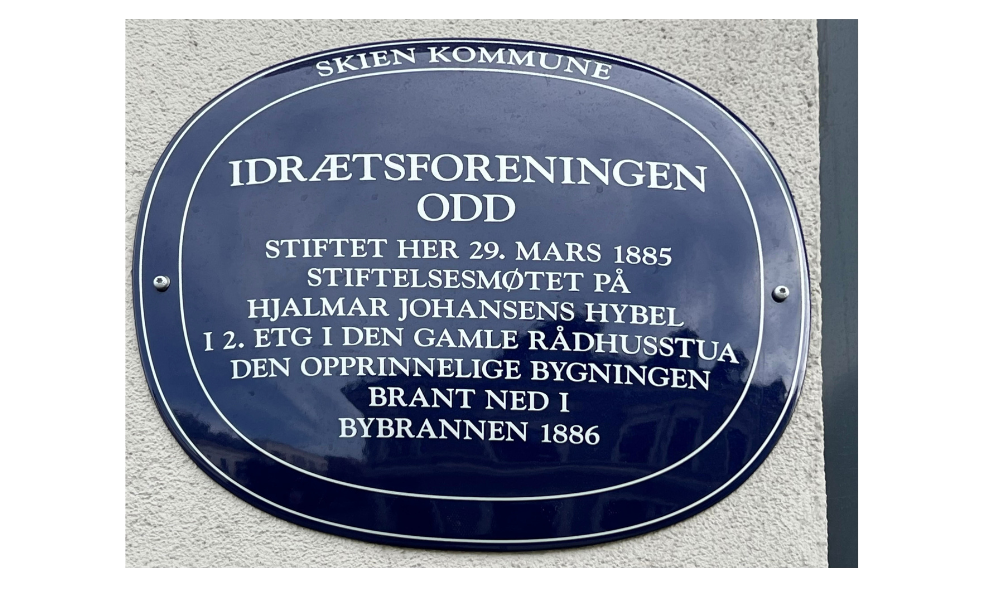 SKIEN KOMMUNE
IDRÆTSFORENINGEN
ODD
STIFTET HER 29. MARS 1885
STIFTELSESMØTET PÅ
HJALMAR JOHANSENS HYBEL
I 2. ETG I DEN GAMLE RÅDHUSSTUA
DEN OPPRINNELIGE BYGNINGEN
BRANT NED I
BYBRANNEN 1886